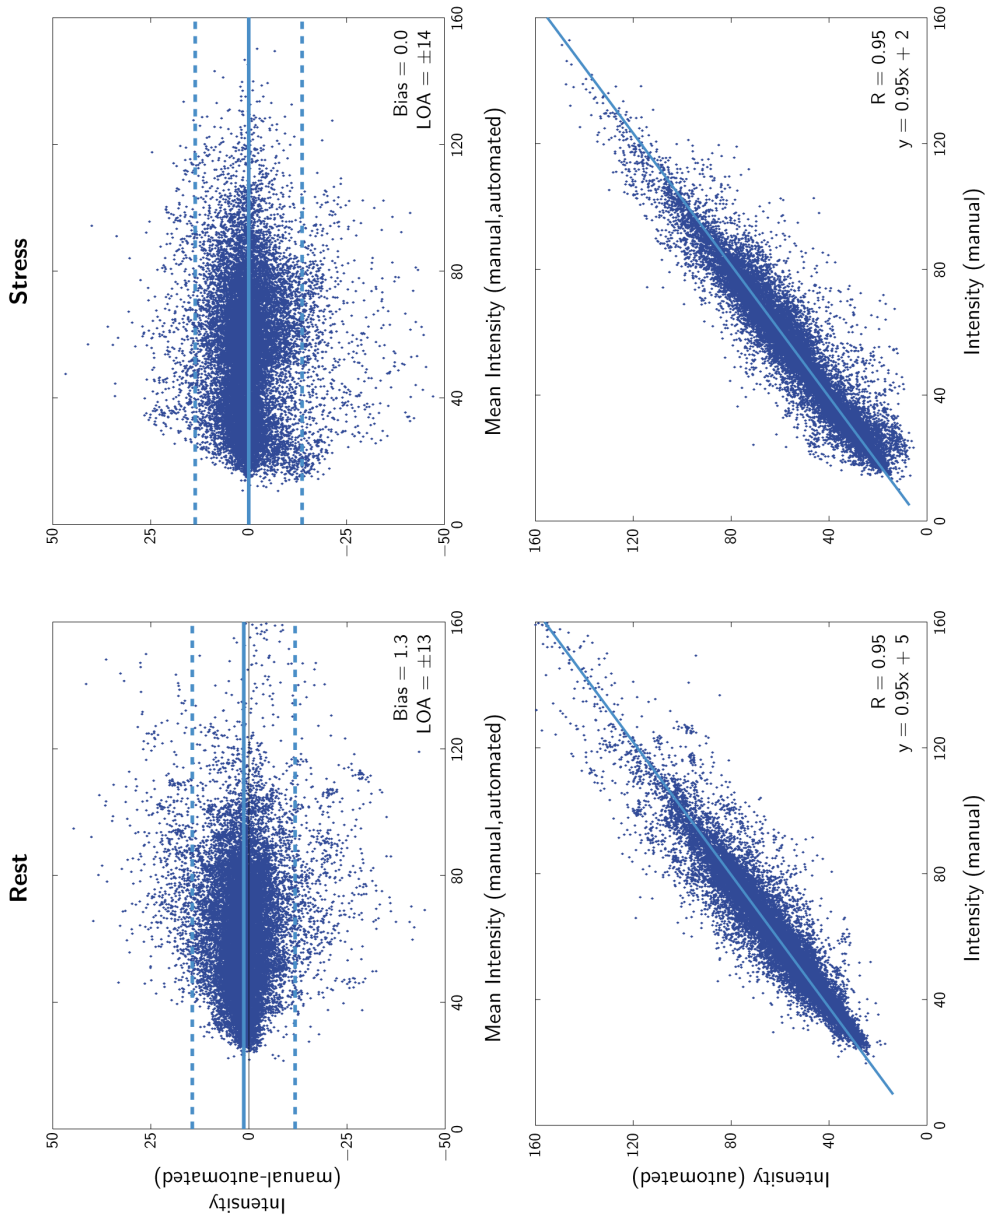 Rest
Stress
Intensity
(manual-automated)
50
25
0
−25
−50
Bias = 1.3
LOA = ±13
0
40
80
120
160
Mean Intensity (manual,automated)
50
25
0
−25
−50
Bias = 0.0
LOA = ±14
0
40
80
120
160
Mean Intensity (manual,automated)
Intensity (automated)
160
120
80
40
0
R = 0.95
y = 0.95x + 5
0
40
80
120
160
Intensity (manual)
160
120
80
40
R = 0.95
y = 0.95x + 2
0
40
80
120
160
Intensity (manual)